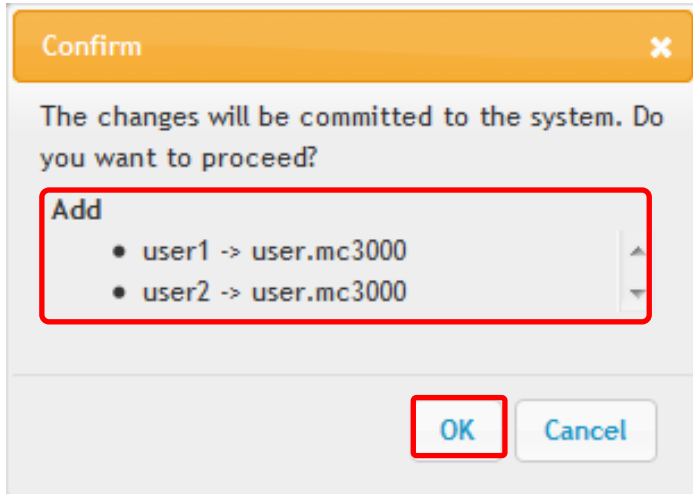 Confirm
The changes will be committed to the system. Do
you want to proceed?
Add
• user1 -> user.mc3000
• user2 -> user.mc3000
OK Cancel